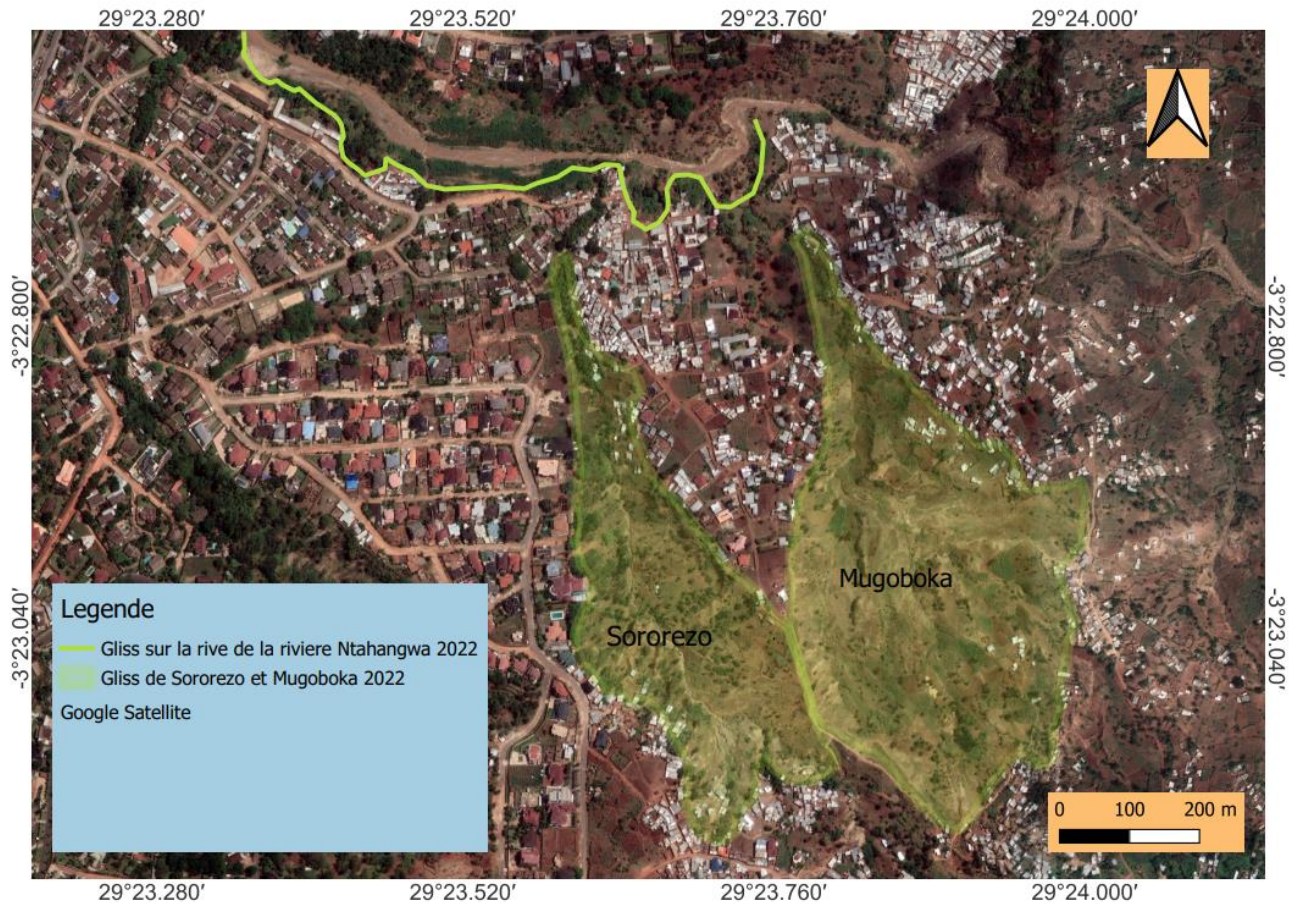 29°23.280′ 29°23.520′ 29°23.760′ 29°24.000′
-3°22.800′ -3°22.800′
Mugoboka
Sororezo
-3°23.040′ -3°23.040′
Legende
Gliss sur la rive de la riviere Ntahangwa 2022
Gliss de Sororezo et Mugoboka 2022
Google Satellite
0 100 200 m
29°23.280′ 29°23.520′ 29°23.760′ 29°24.000′